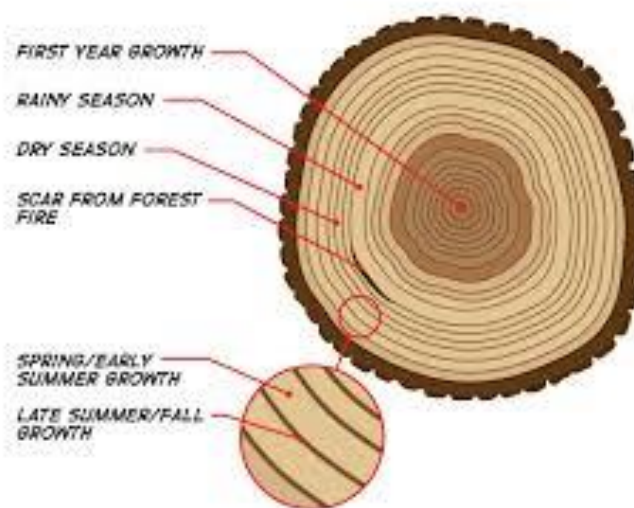 FIRST YEAR GROWTH
RAINY SEASON
DRY SEASON
SCAR FROM FOREST
FIRE
SPRING/EARLY
SUMMER GROWTH
LATE SUMMER/FALL
GROWTH